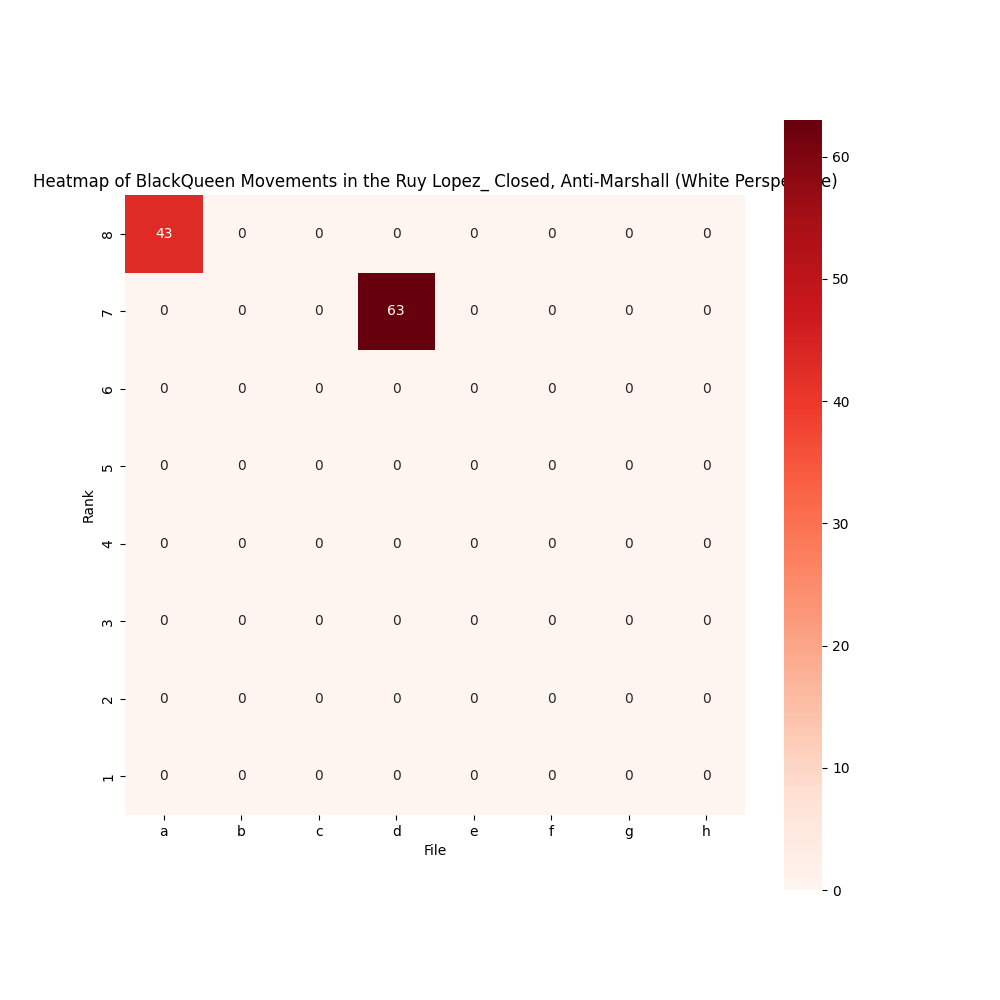 Heatmap of BlackQueen Movements in the Ruy Lopez_ Closed, Anti-Marshall (White Perspective)
8 43 0 0 0 0 0 0 0
7 0 0 0 63 0 0 0 0
6 0 0 0 0 0 0 0 0
5 0 0 0 0 0 0 0 0
Rank
4 0 0 0 0 0 0 0 0
3 0 0 0 0 0 0 0 0
2 0 0 0 0 0 0 0 0
1 0 0 0 0 0 0 0 0
a b c d e f g h
File
60
50
40
30
20
10
0